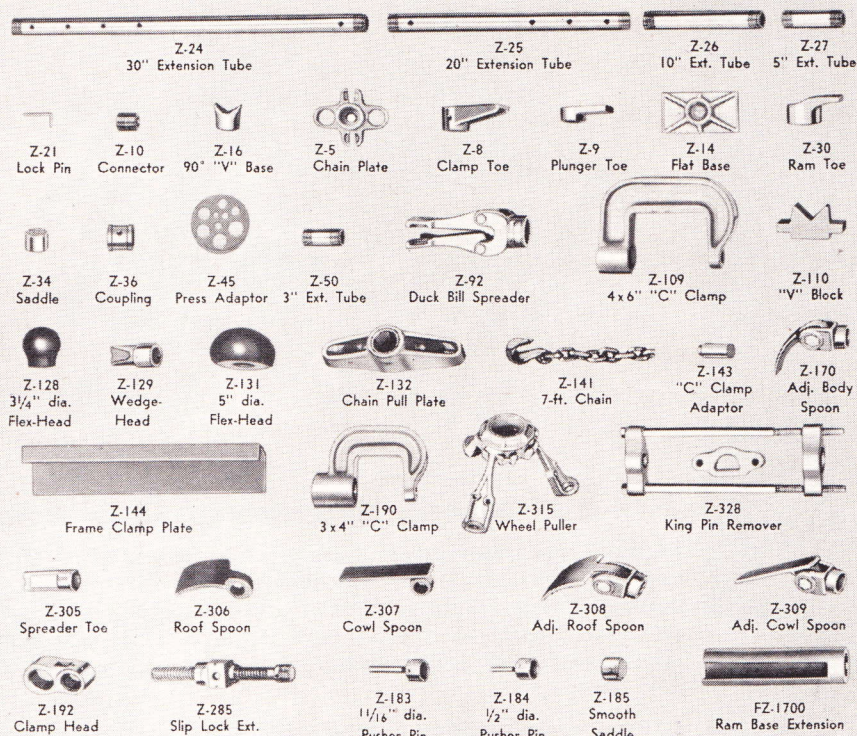 Z-24
30" Extension Tube
Z-25
20" Extension Tube
Z-26
10" Ext. Tube
Z-27
5" Ext. Tube
Z-21
Lock Pin
Z-10
Connector
Z-16
90° "V" Base
Z-5
Chain Plate
Z-8
Clamp Toe
Z-9
Plunger Toe
Z-14
Flat Base
Z-30
Ram Toe
Z-34
Saddle
Z-36
Coupling
Z-45
Press Adaptor
Z-50
3" Ext. Tube
Z-92
Duck Bill Spreader
Z-109
4 x 6" "C" Clamp
Z-110
"V" Block
Z-128
3 1/4" dia.
Flex-Head
Z-129
Wedge-
Head
Z-131
5" dia.
Flex-Head
Z-132
Chain Pull Plate
Z-141
7-ft. Chain
Z-143
"C" Clamp
Adaptor
Z-170
Adj. Body
Spoon
Z-144
Frame Clamp Plate
Z-190
3 x 4" "C" Clamp
Z-315
Wheel Puller
Z-328
King Pin Remover
Z-305
Spreader Toe
Z-306
Roof Spoon
Z-307
Cowl Spoon
Z-308
Adj. Roof Spoon
Z-309
Adj. Cowl Spoon
Z-192
Clamp Head
Z-285
Slip Lock Ext.
Z-183
11/16" dia.
Pusher Pin
Z-184
1/2" dia.
Pusher Pin
Z-185
Smooth
Saddle
FZ-1700
Ram Base Extension